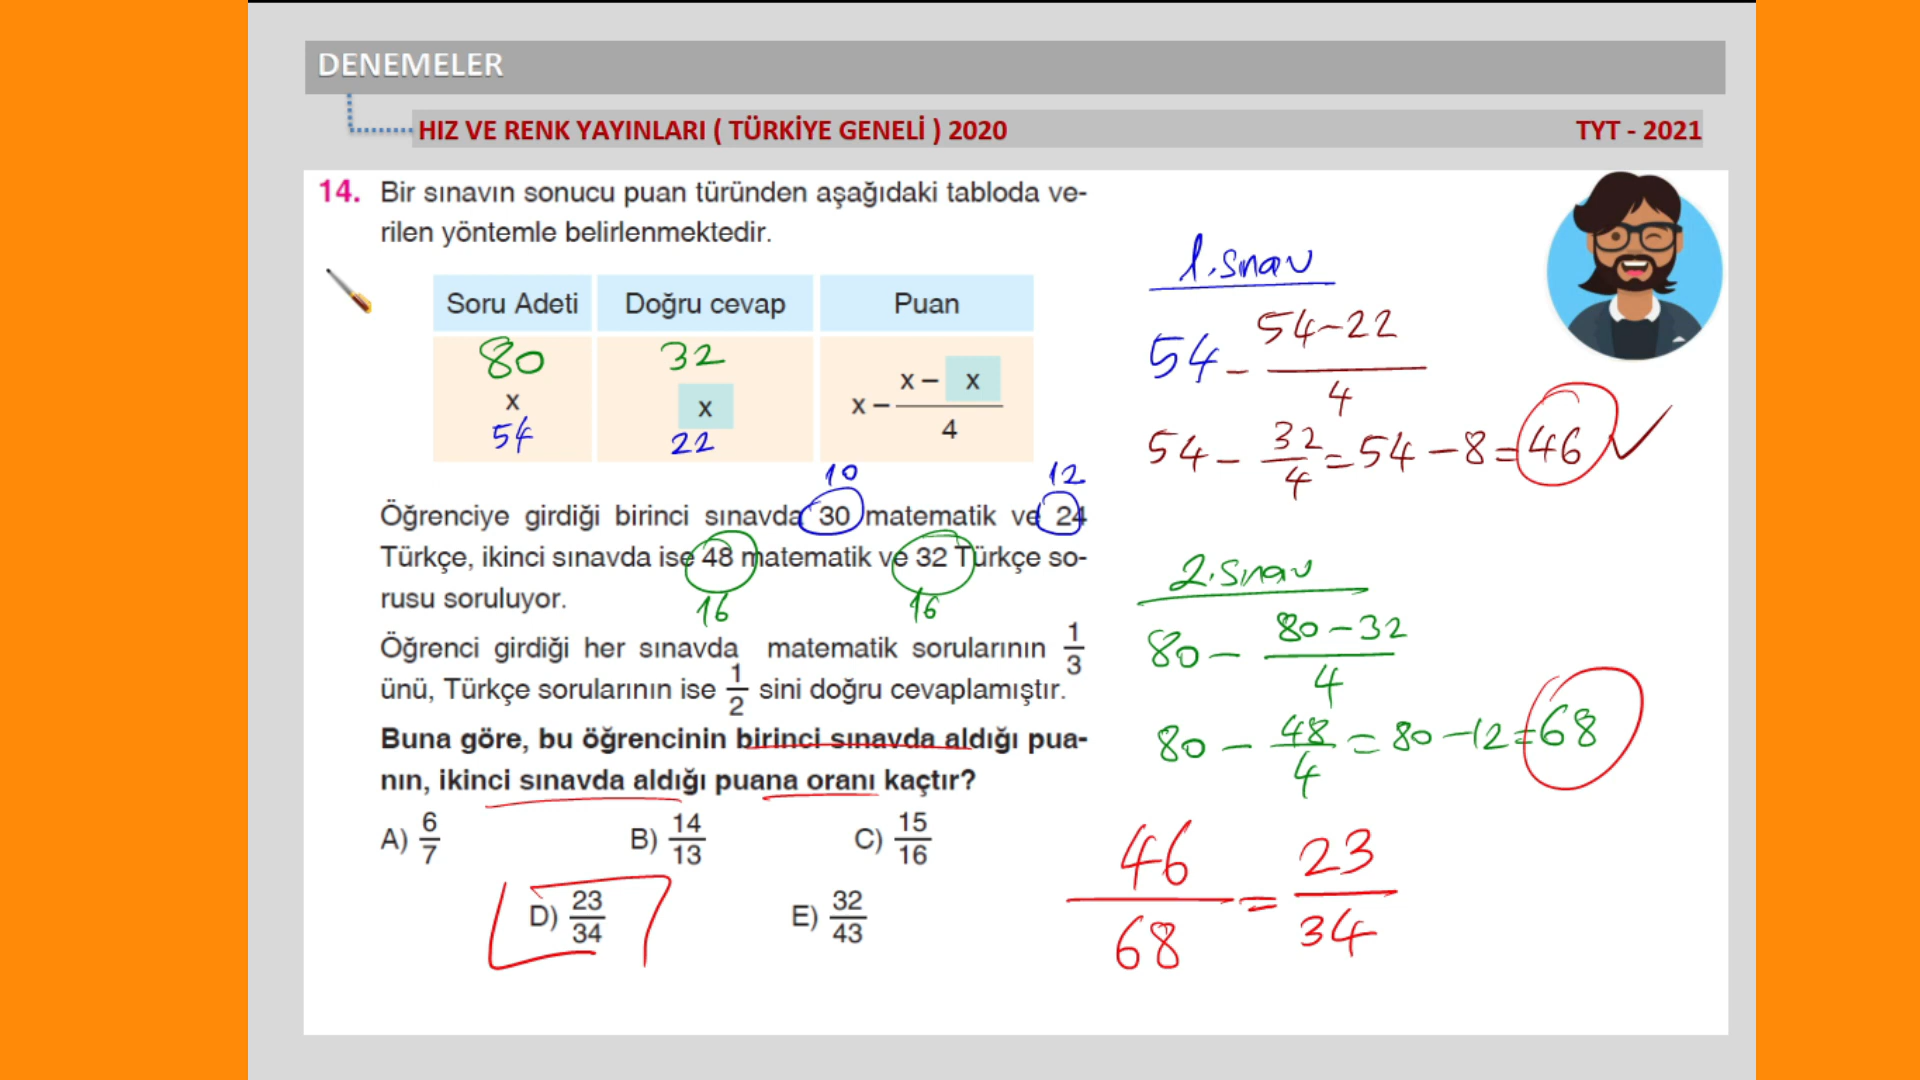 DENEMELER
HIZ VE RENK YAYINLARI ( TÜRKİYE GENELİ ) 2020 TYT - 2021
14. Bir sınavın sonucu puan türünden aşağıdaki tabloda ve-
rilen yöntemle belirlenmektedir.
Soru Adeti Doğru cevap Puan
80 32
x x x – x – x / 4
54 22
10 12
Öğrenciye girdiği birinci sınavda 30 matematik ve 24
Türkçe, ikinci sınavda ise 48 matematik ve 32 Türkçe so-
rusu soruluyor.
16 16
Öğrenci girdiği her sınavda matematik sorularının 1/3
ünü, Türkçe sorularının ise 1/2 sini doğru cevaplamıştır.
Buna göre, bu öğrencinin birinci sınavda aldığı pua-
nın, ikinci sınavda aldığı puana oranı kaçtır?
A) 6/7 B) 14/13 C) 15/16
D) 23/34 E) 32/43
1. Sınav
54 - 54-22/4
54 - 32/4 = 54 - 8 = 46 ✓
2. Sınav
80 - 80-32/4
80 - 48/4 = 80 - 12 = 68
46/68 = 23/34